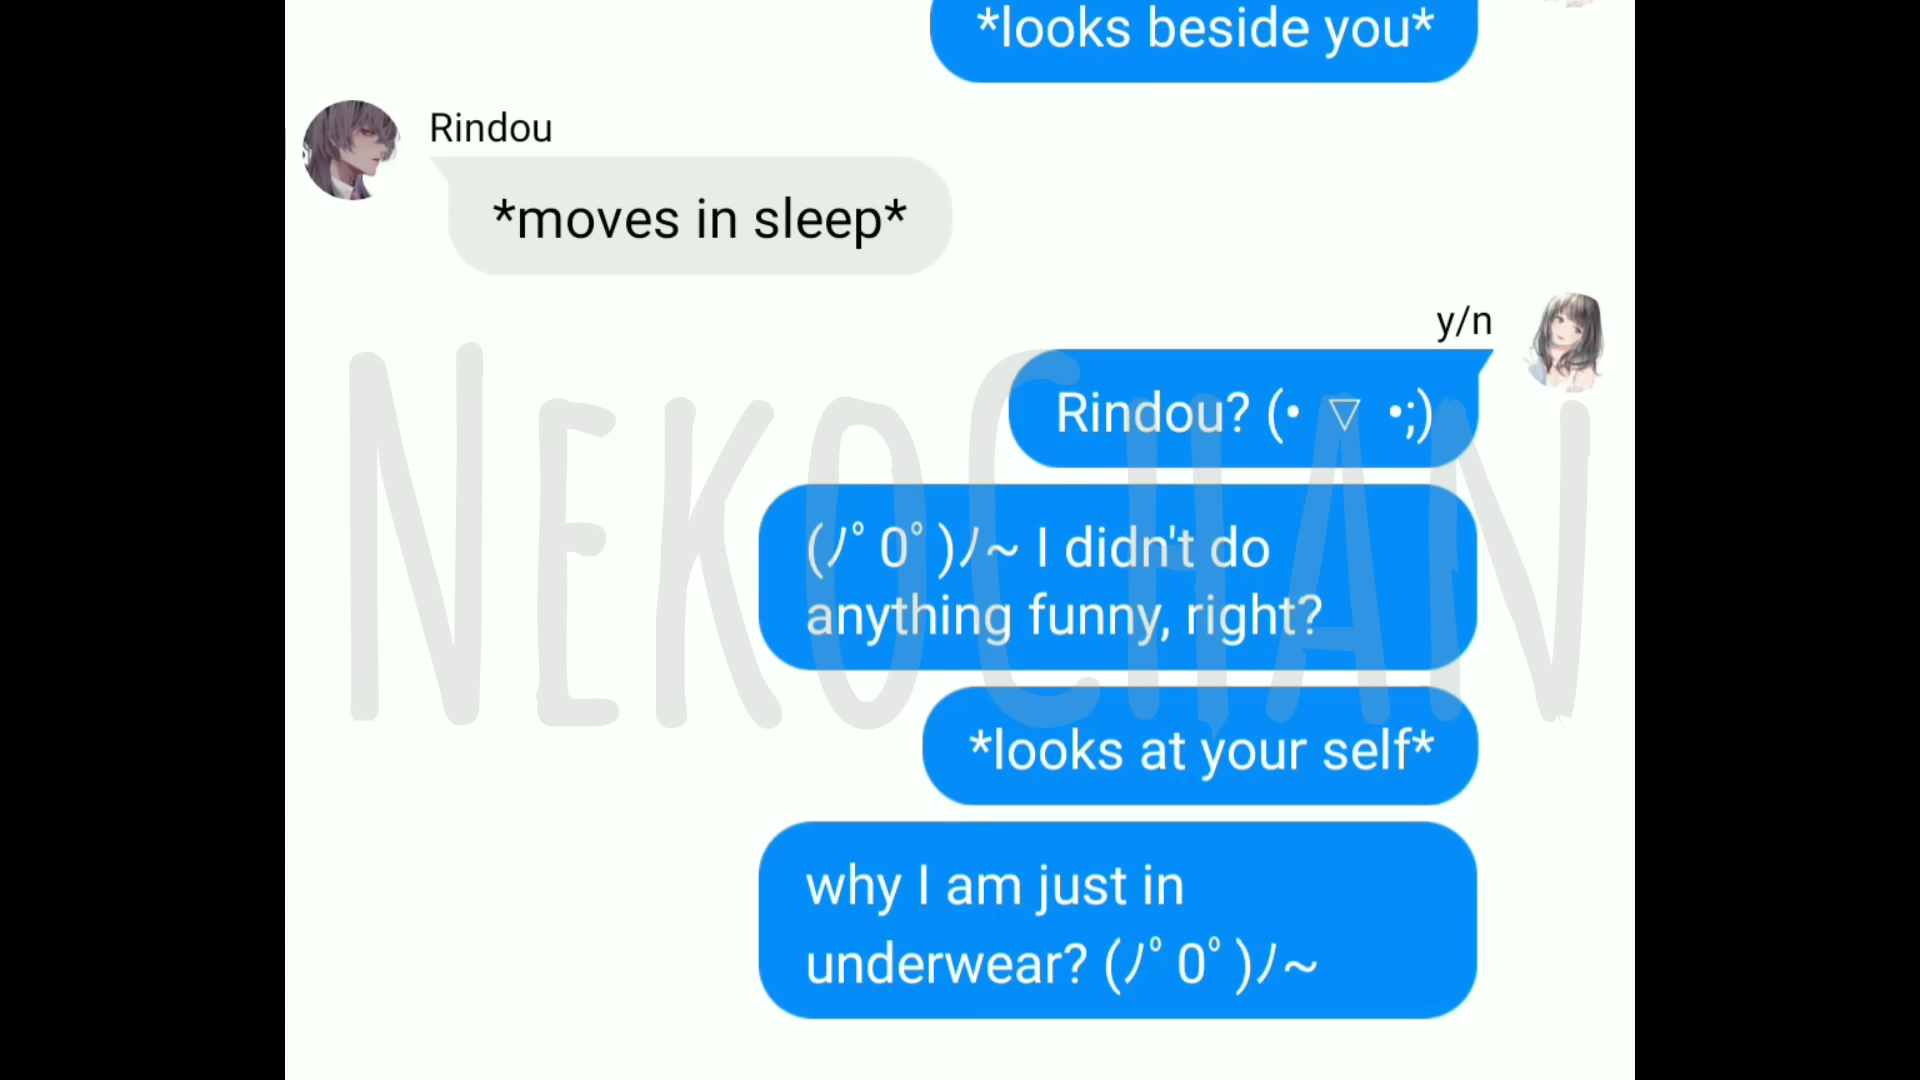 *looks beside you*
Rindou
*moves in sleep*
y/n
Rindou? (• ▽ •;)
(ﾉﾟ0ﾟ)ﾉ~ I didn't do
anything funny, right?
NEKOCHAN
*looks at your self*
why I am just in
underwear? (ﾉﾟ0ﾟ)ﾉ~